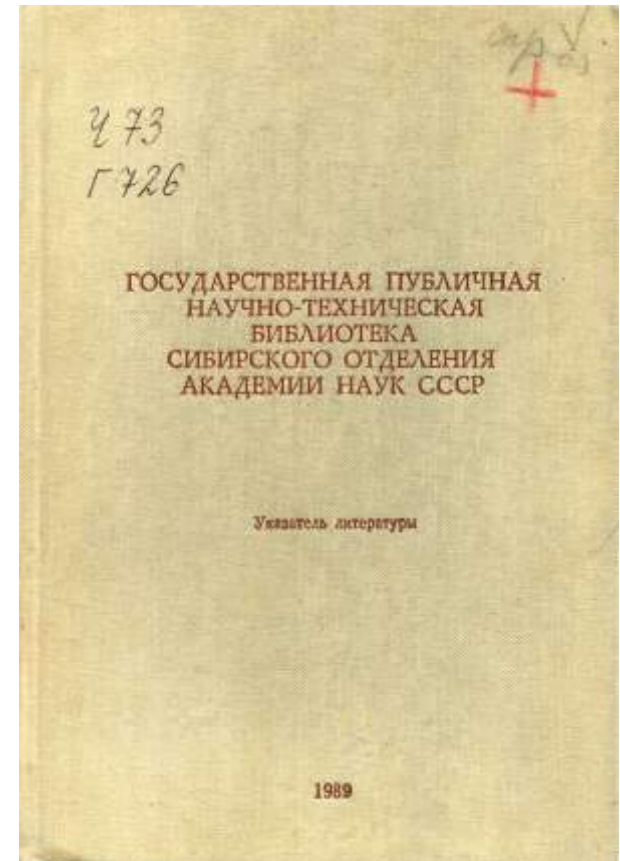 Ч 73
Г 726
ГОСУДАРСТВЕННАЯ ПУБЛИЧНАЯ
НАУЧНО-ТЕХНИЧЕСКАЯ
БИБЛИОТЕКА
СИБИРСКОГО ОТДЕЛЕНИЯ
АКАДЕМИИ НАУК СССР
Указатель литературы
1989